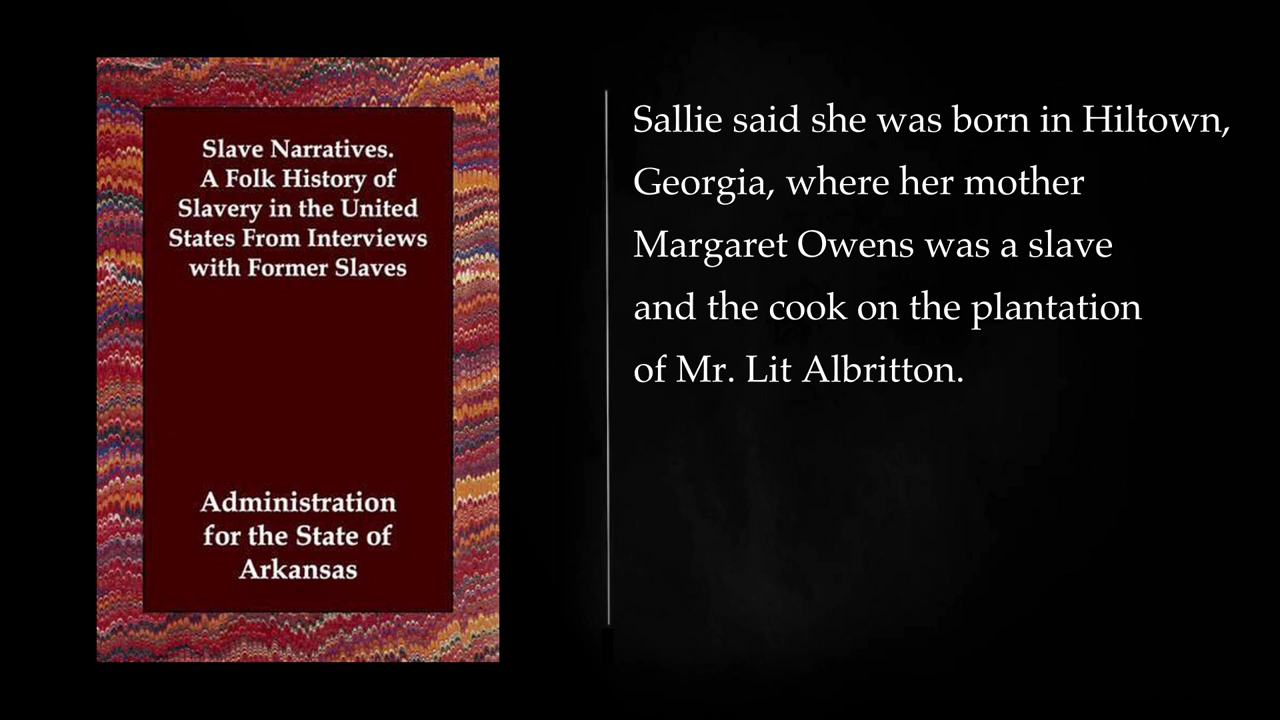 Slave Narratives.
A Folk History of
Slavery in the United
States From Interviews
with Former Slaves
Administration
for the State of
Arkansas
Sallie said she was born in Hiltown,
Georgia, where her mother
Margaret Owens was a slave
and the cook on the plantation
of Mr. Lit Albritton.